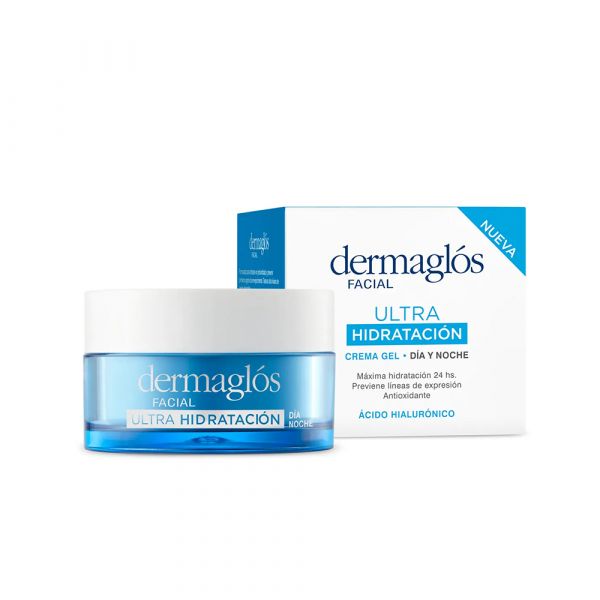 NUEVA
dermaglós
FACIAL
ULTRA
HIDRATACIÓN
CREMA GEL • DÍA Y NOCHE
Máxima hidratación 24 hs.
Previene líneas de expresión
Antioxidante
ÁCIDO HIALURÓNICO
dermaglós
FACIAL
dermaglós
FACIAL
ULTRA HIDRATACIÓN
DÍA
NOCHE